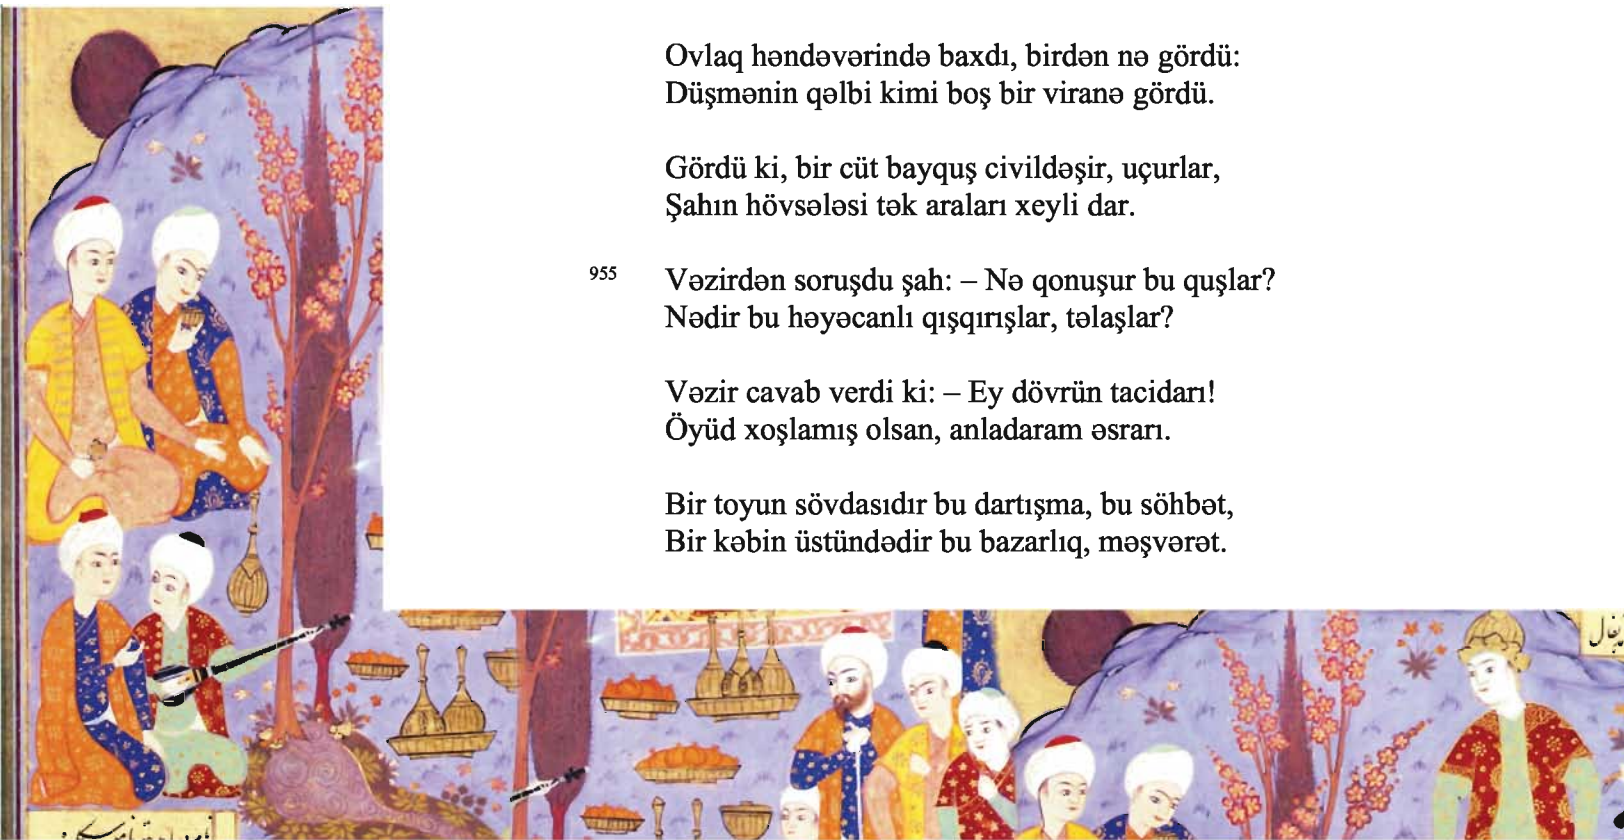 Ovlaq həndəvərində baxdı, birdən nə gördü:
Düşmənin qəlbi kimi boş bir viranə gördü.
Gördü ki, bir cüt bayquş civildəşir, uçurlar,
Şahın hövsələsi tək araları xeyli dar.
955
Vəzirdən soruşdu şah: – Nə qonuşur bu quşlar?
Nədir bu həyəcanlı qışqırışlar, təlaşlar?
Vəzir cavab verdi ki: – Ey dövrün tacidarı!
Öyüd xoşlamış olsan, anladaram əsrarı.
Bir toyun sövdasıdır bu dartışma, bu söhbət,
Bir kəbin üstündədir bu bazarlıq, məşvərət.